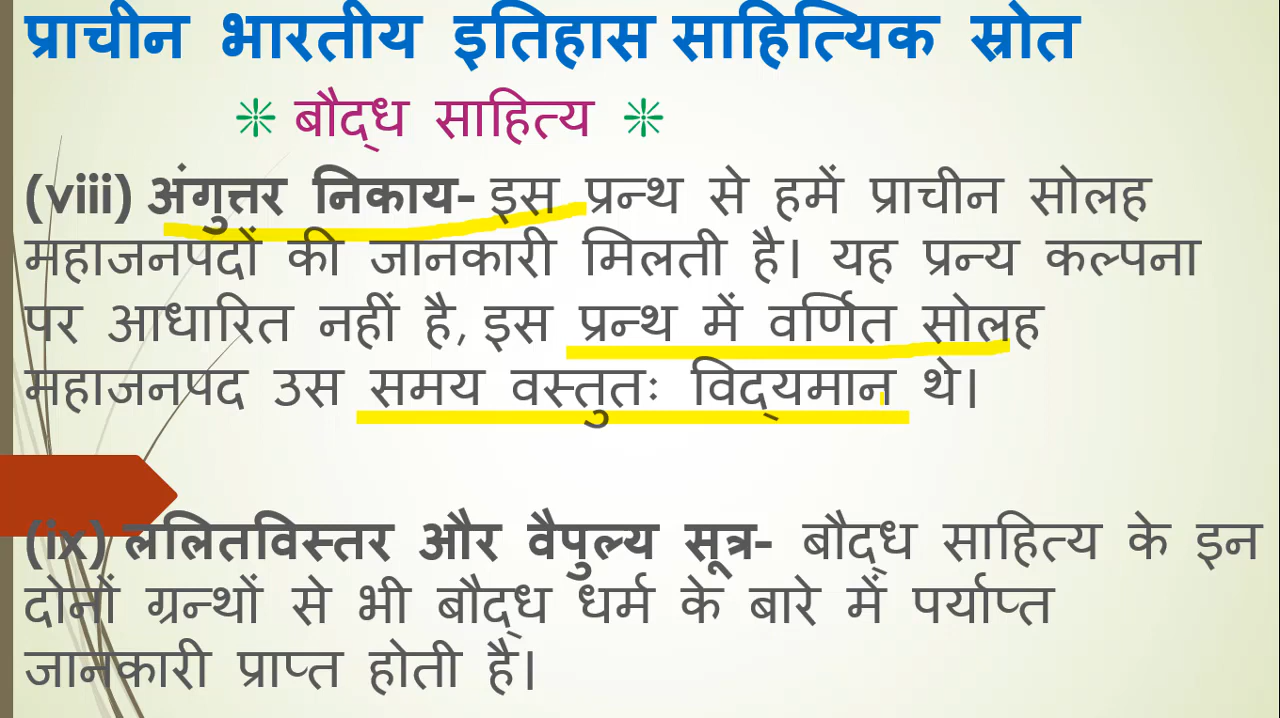 प्राचीन भारतीय इतिहास साहित्यिक स्रोत
❊ बौद्ध साहित्य ❊
(viii) अंगुत्तर निकाय- इस प्रन्थ से हमें प्राचीन सोलह
महाजनपदों की जानकारी मिलती है। यह प्रन्य कल्पना
पर आधारित नहीं है, इस प्रन्थ में वर्णित सोलह
महाजनपद उस समय वस्तुतः विद्यमान थे।
(ix) ललितविस्तर और वैपुल्य सूत्र- बौद्ध साहित्य के इन
दोनों ग्रन्थों से भी बौद्ध धर्म के बारे में पर्याप्त
जानकारी प्राप्त होती है।